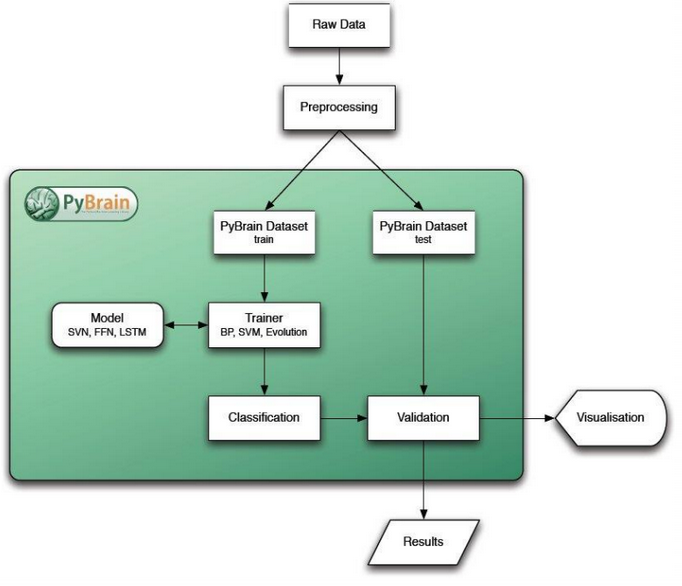 Raw Data
Preprocessing
PyBrain
PyBrain Dataset
train
PyBrain Dataset
test
Model
SVN, FFN, LSTM
Trainer
BP, SVM, Evolution
Classification
Validation
Visualisation
Results